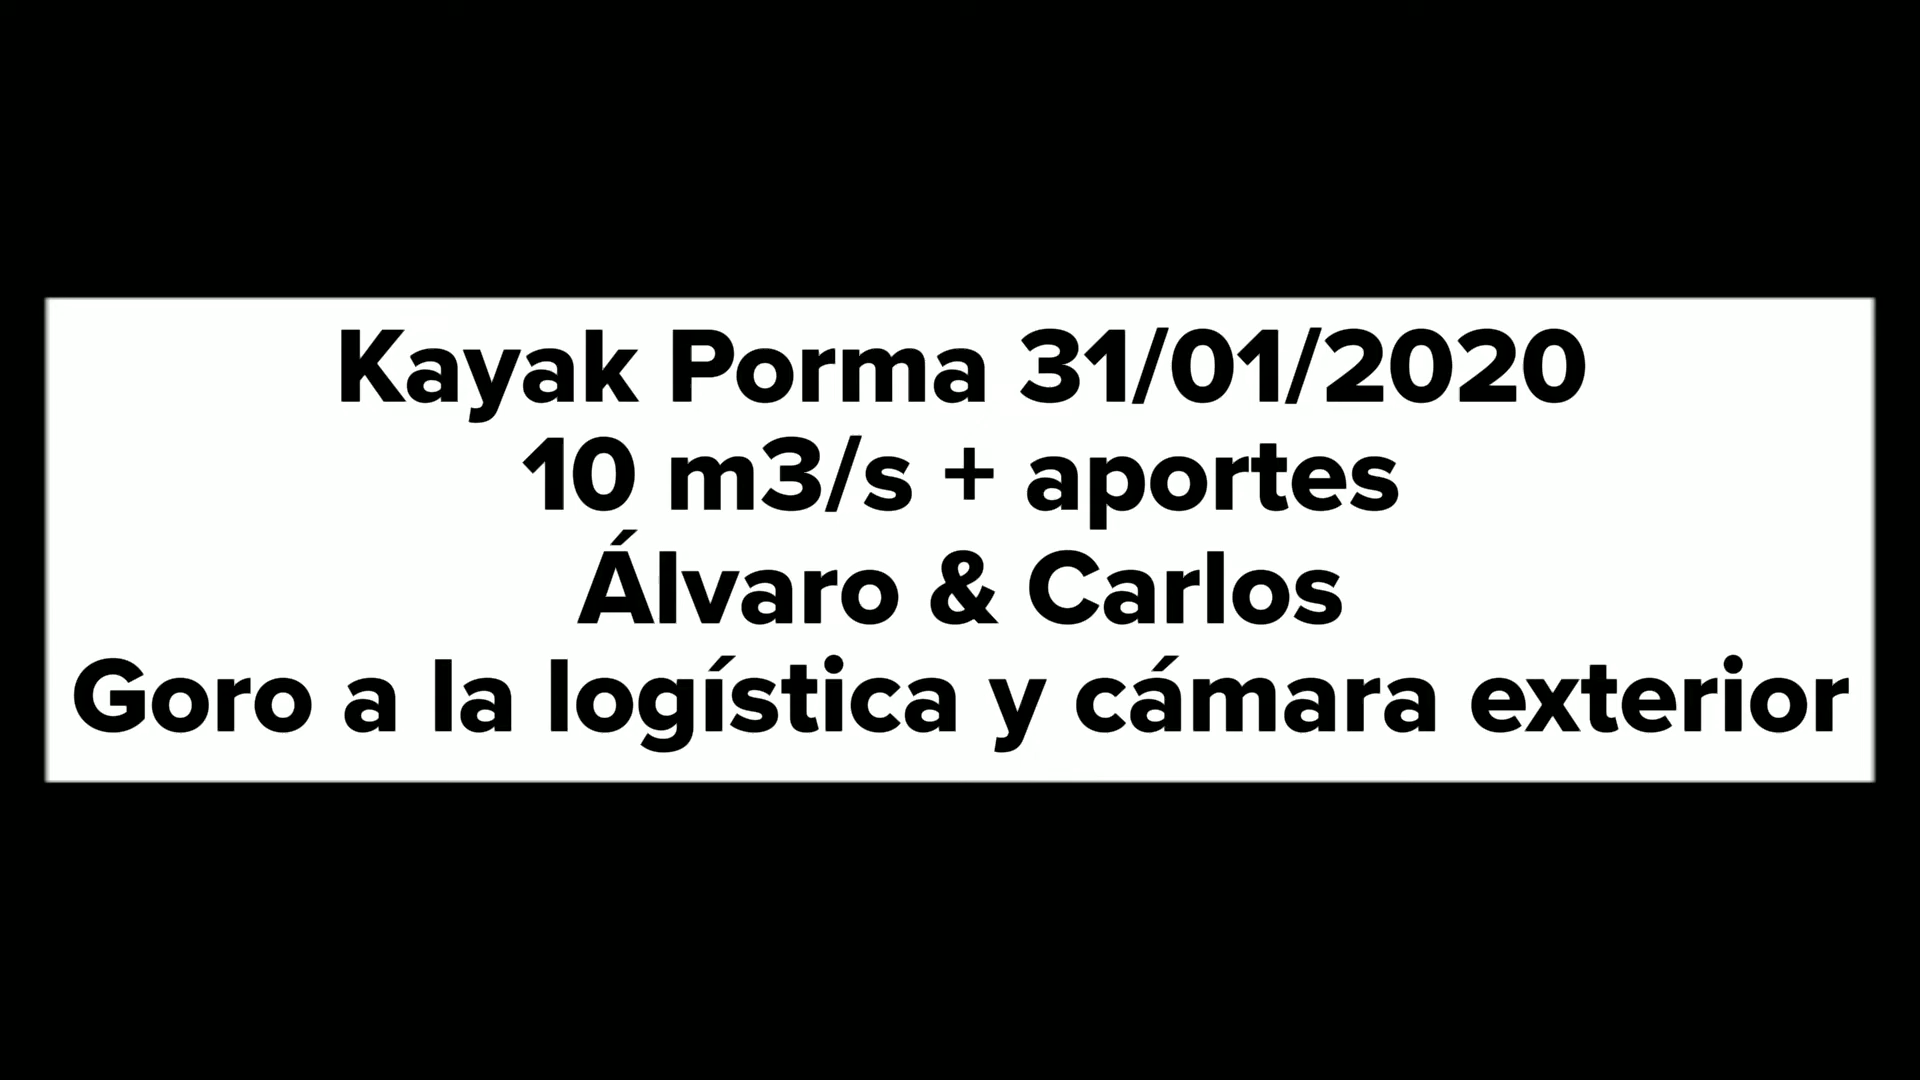 Kayak Porma 31/01/2020
10 m3/s + aportes
Álvaro & Carlos
Goro a la logística y cámara exterior